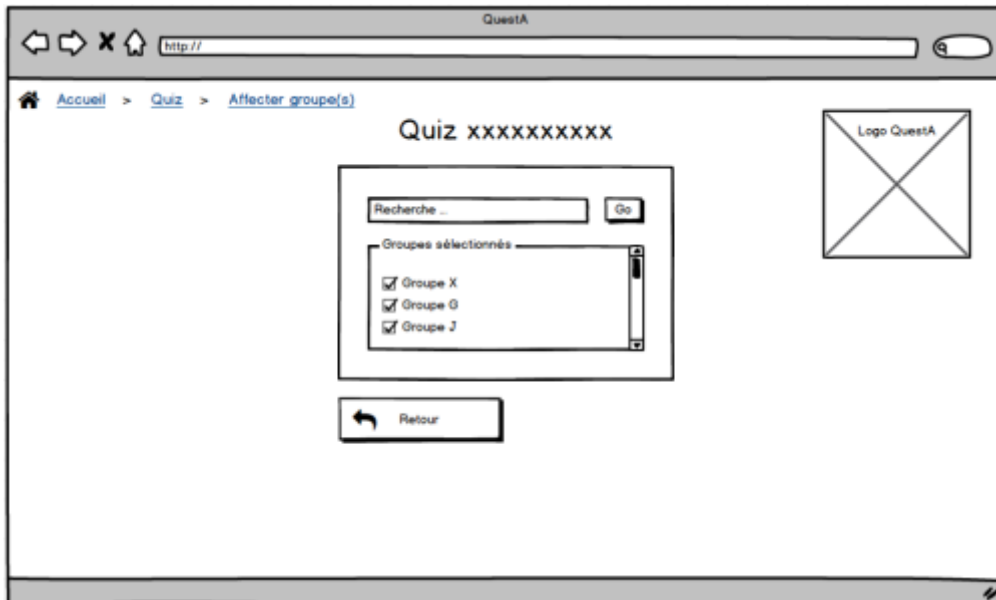 QuestA
http://
Accueil > Quiz > Affecter groupe(s)
Quiz xxxxxxxxxx
Logo QuestA
Recherche ...
Go
Groupes sélectionnés
Groupe X
Groupe G
Groupe J
Retour